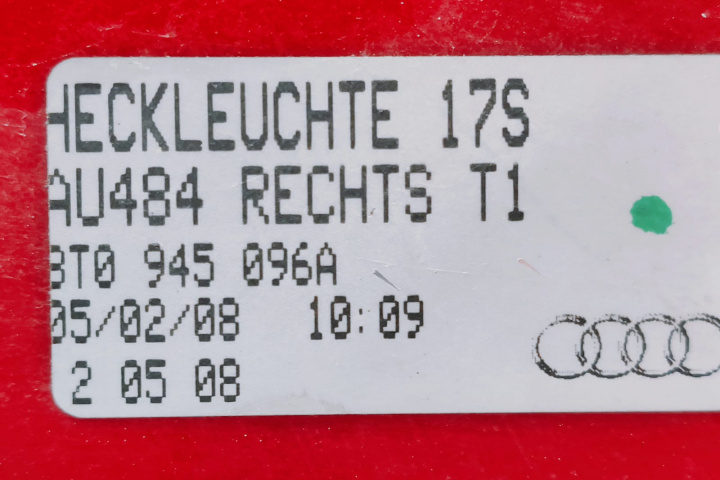 HECKLEUCHTE 17S
AU484 RECHTS T1
8T0 945 096A
05/02/08 10:09
2 05 08